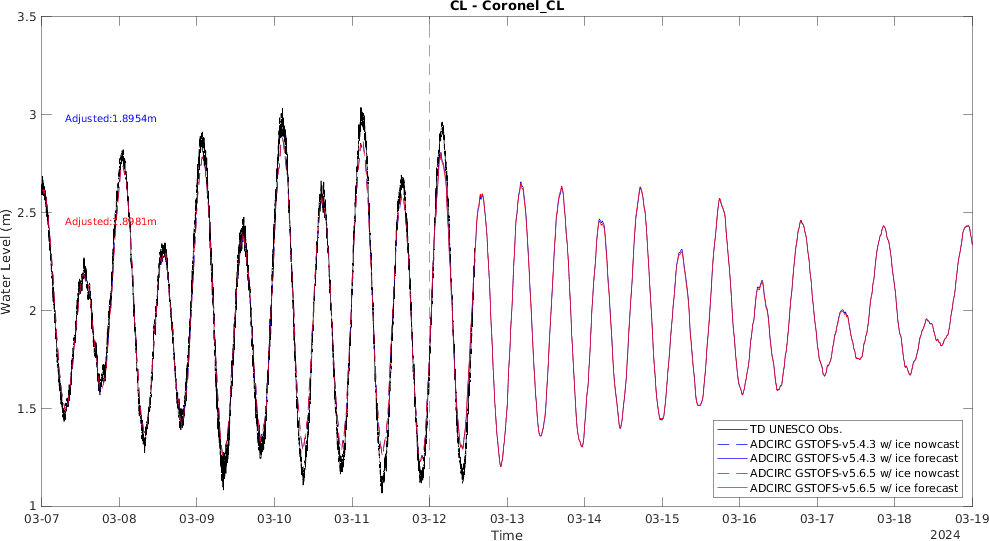 CL - Coronel_CL
3.5
3
2.5
2
1.5
1
Water Level (m)
Adjusted:1.8954m
Adjusted:1.8981m
TD UNESCO Obs.
ADCIRC GSTOFS-v5.4.3 w/ ice nowcast
ADCIRC GSTOFS-v5.4.3 w/ ice forecast
ADCIRC GSTOFS-v5.6.5 w/ ice nowcast
ADCIRC GSTOFS-v5.6.5 w/ ice forecast
03-07 03-08 03-09 03-10 03-11 03-12 03-13 03-14 03-15 03-16 03-17 03-18 03-19
Time
2024